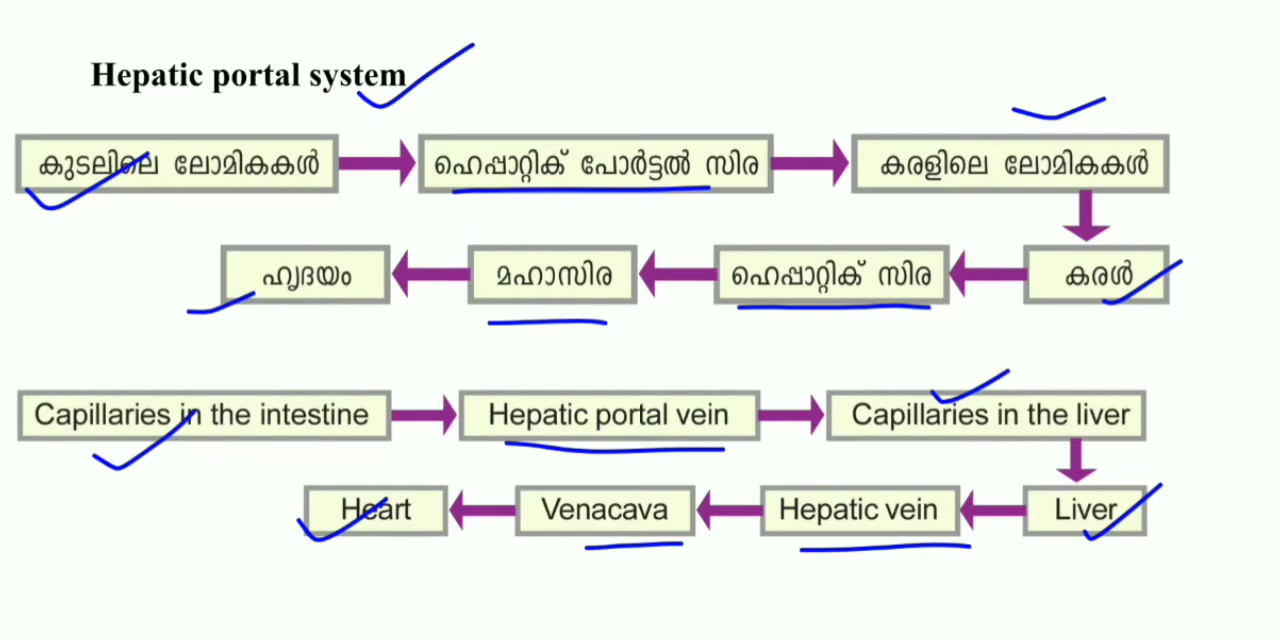 Hepatic portal system
കുടലിലെ ലോമികകൾ ഹെപ്പാറ്റിക് പോർട്ടൽ സിര കരളിലെ ലോമികകൾ
ഹൃദയം മഹാസിര ഹെപ്പാറ്റിക് സിര കരൾ
Capillaries in the intestine Hepatic portal vein Capillaries in the liver
Heart Venacava Hepatic vein Liver